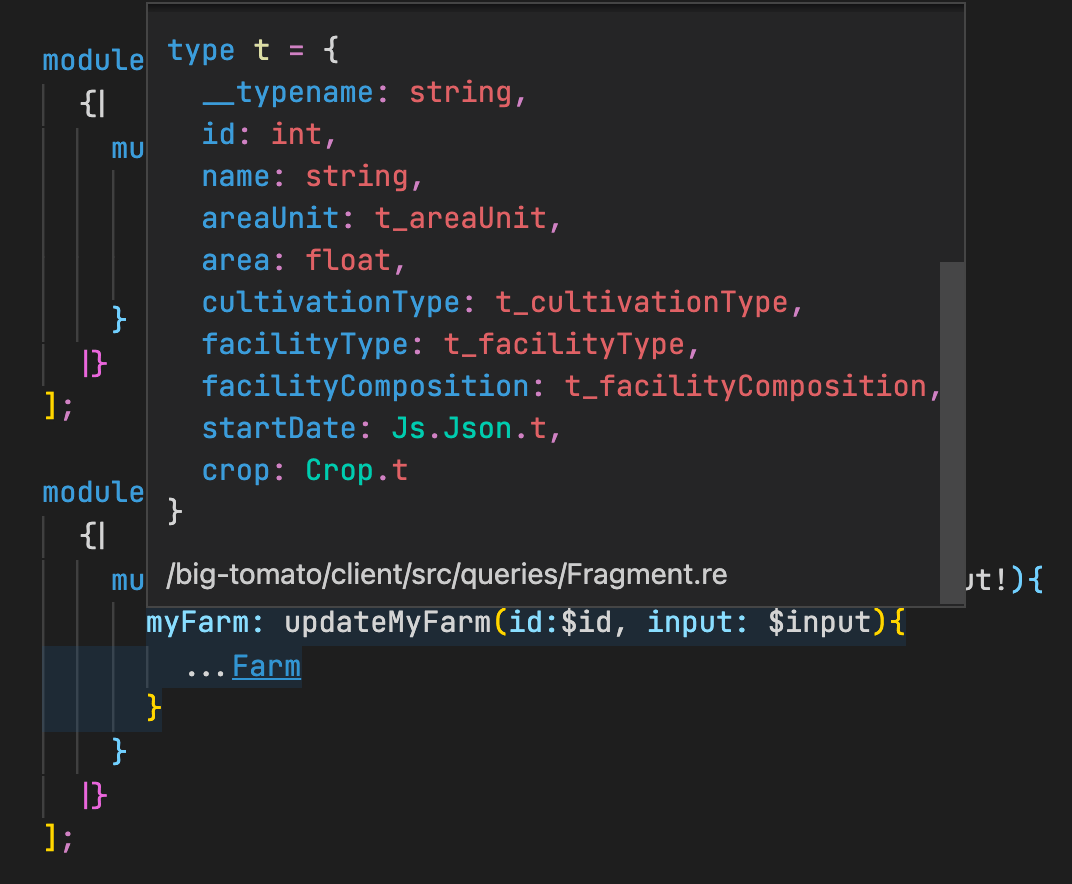 module
{|
mu
}
|}
];
module
{|
mu
type t = {
__typename: string,
id: int,
name: string,
areaUnit: t_areaUnit,
area: float,
cultivationType: t_cultivationType,
facilityType: t_facilityType,
facilityComposition: t_facilityComposition,
startDate: Js.Json.t,
crop: Crop.t
}
/big-tomato/client/src/queries/Fragment.re
ut!){
myFarm: updateMyFarm(id:$id, input: $input){
...Farm
}
}
|}
];